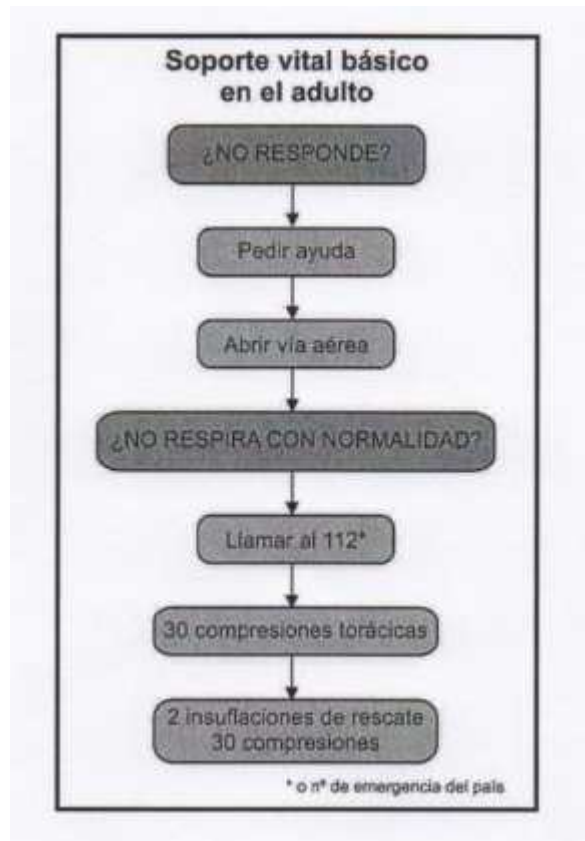 Soporte vital básico
en el adulto
¿NO RESPONDE?
Pedir ayuda
Abrir vía aérea
¿NO RESPIRA CON NORMALIDAD?
Llamar al 112*
30 compresiones torácicas
2 insuflaciones de rescate
30 compresiones
* o nº de emergencia del país